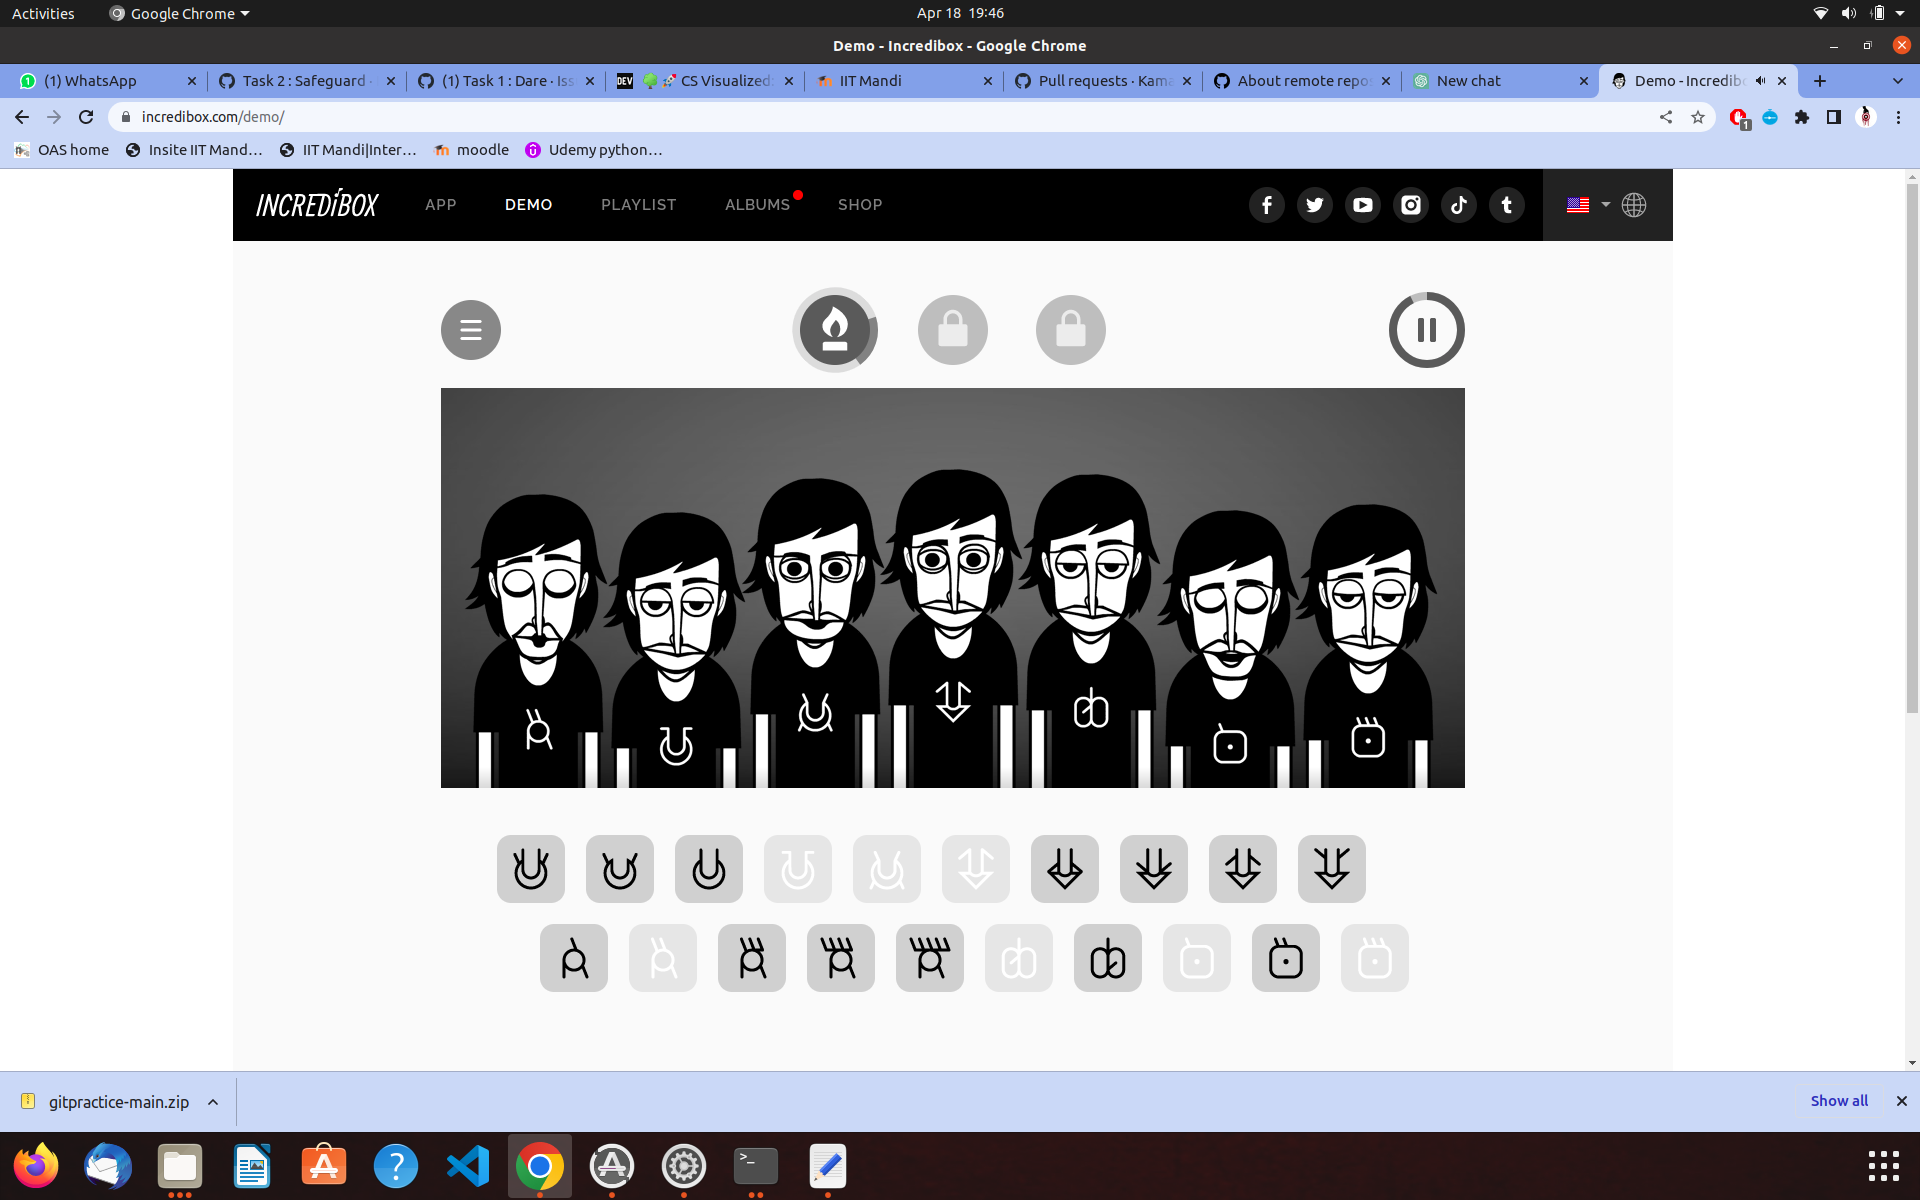 Activities
Google Chrome
Apr 18 19:46
Demo - Incredibox - Google Chrome
(1) WhatsApp
Task 2 : Safeguard ·
(1) Task 1 : Dare · Iss
DEV
CS Visualized:
IIT Mandi
Pull requests · Kama
About remote repos
New chat
Demo - Incredibo
incredibox.com/demo/
1
OAS home
Insite IIT Mand…
IIT Mandi|Inter…
moodle
Udemy python…
INCREDIBOX
APP
DEMO
PLAYLIST
ALBUMS
SHOP
gitpractice-main.zip
Show all